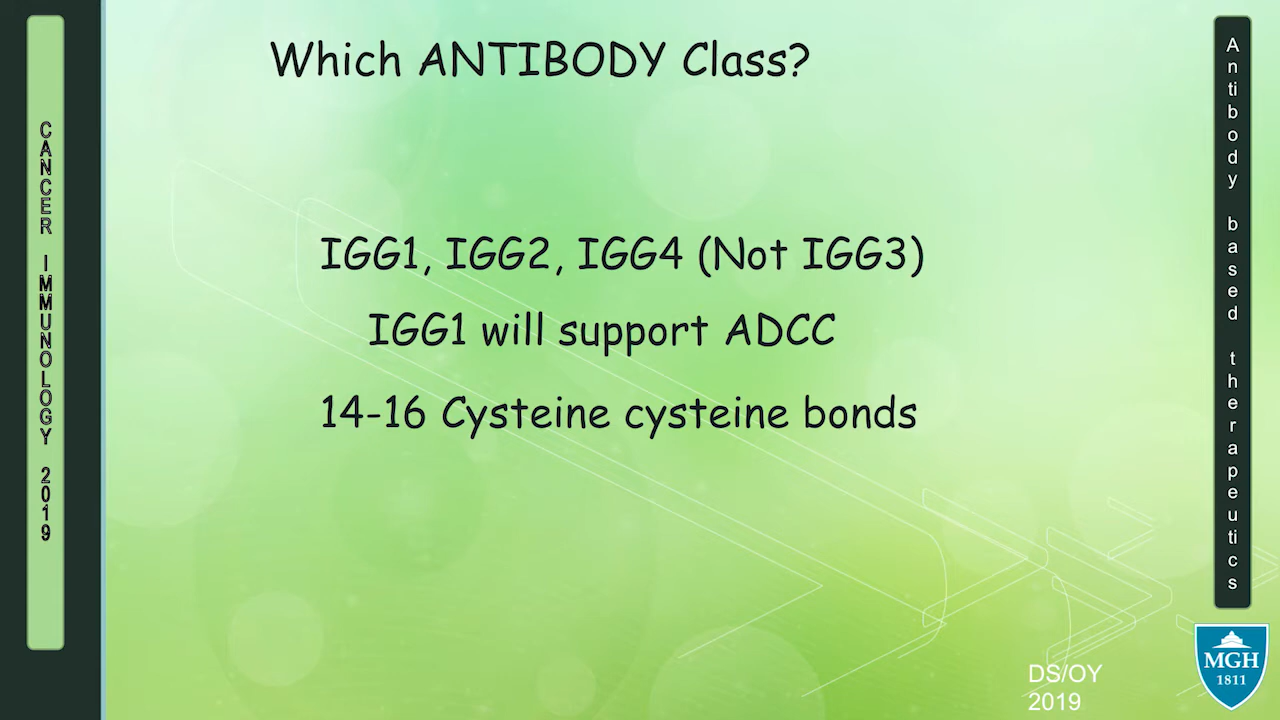 Which ANTIBODY Class?
IGG1, IGG2, IGG4 (Not IGG3)
IGG1 will support ADCC
14-16 Cysteine cysteine bonds
CANCER IMMUNOLOGY 2019
Antibody based therapeutics
DS/OY
2019
MGH
1811